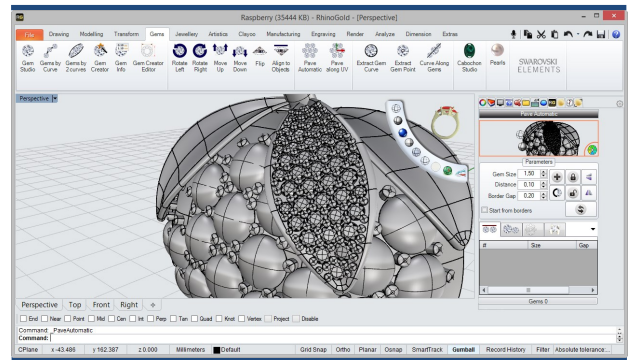 Raspberry (35444 KB) - RhinoGold - [Perspective]
File Drawing Modelling Transform Gems Jewellery Artistics Clayoo Manufacturing Engraving Render Analyze Dimension Extras
Gem Studio
Gems by Curve
Gems by 2 curves
Gem Creator
Gem Info
Gem Creator Editor
Rotate Left
Rotate Right
Move Up
Move Down
Flip
Align to Objects
Pave Automatic
Pave along UV
Extract Gem Curve
Extract Gem Point
Curve Along Gems
Cabochon Studio
Pearls
SWAROVSKI
ELEMENTS
Perspective
Pave Automatic
Parameters
Gem Size 1,50
Distance 0,10
Border Gap 0,20
Start from borders
# Size Gap
Gems 0
Perspective Top Front Right
End Near Point Mid Cen Int Perp Tan Quad Knot Vertex Project Disable
Command: _PaveAutomatic
Command:
CPlane x -43.486 y 162.387 z 0.000 Millimeters Default Grid Snap Ortho Planar Osnap SmartTrack Gumball Record History Filter Absolute tolerance:...